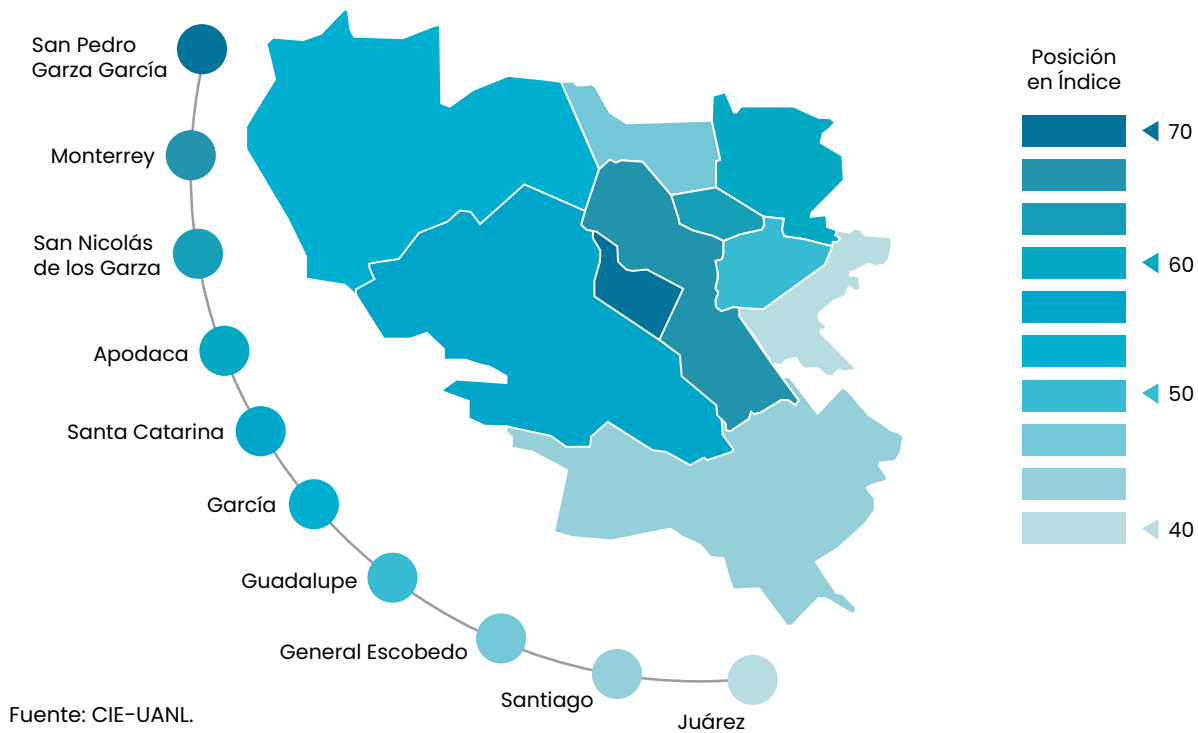 San Pedro
Garza García
Monterrey
San Nicolás
de los Garza
Apodaca
Santa Catarina
García
Guadalupe
General Escobedo
Santiago
Juárez
Posición
en Índice
70
60
50
40
Fuente: CIE-UANL.